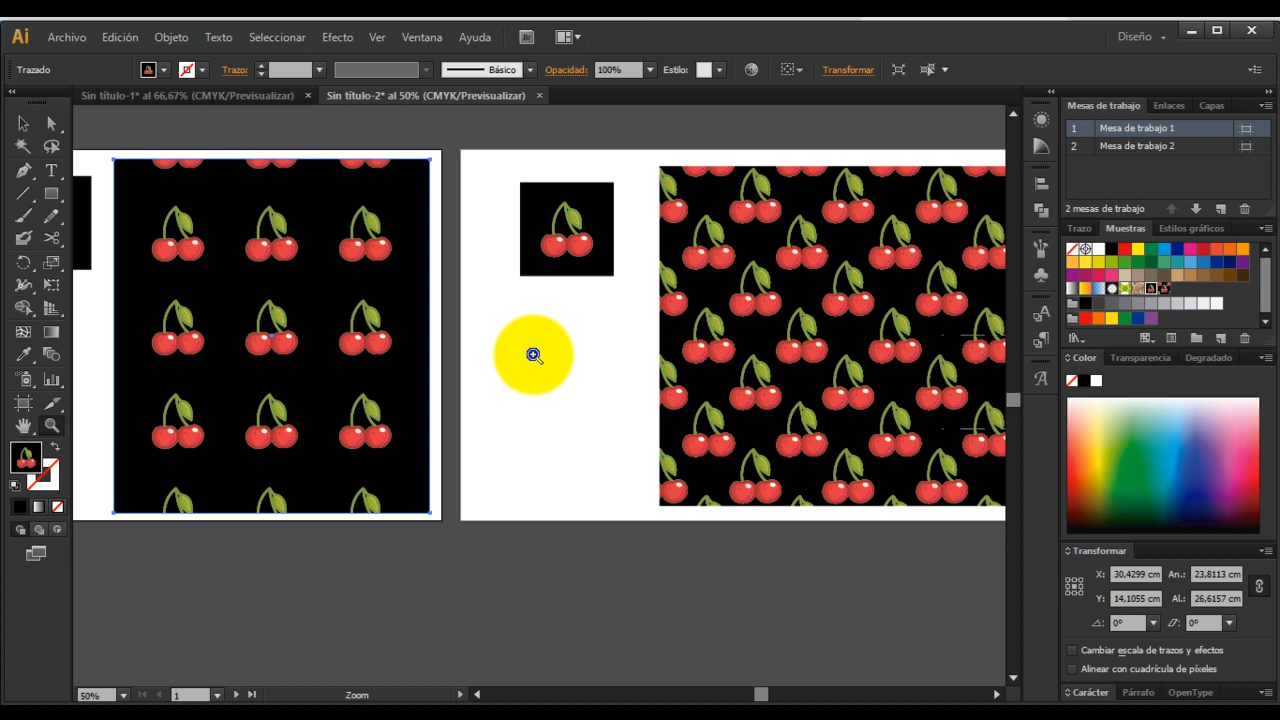 Ai Archivo Edición Objeto Texto Seleccionar Efecto Ver Ventana Ayuda Br Diseño
Trazado Trazo: Básico Opacidad: 100% Estilo: Transformar
Sin título-1* al 66,67% (CMYK/Previsualizar) × Sin título-2* al 50% (CMYK/Previsualizar) ×
Mesas de trabajo Enlaces Capas
1 Mesa de trabajo 1
2 Mesa de trabajo 2
2 mesas de trabajo
Trazo Muestras Estilos gráficos
Color Transparencia Degradado
Transformar
X: 30,4299 cm An.: 23,8113 cm
Y: 14,1055 cm Al.: 26,6157 cm
0° 0°
Cambiar escala de trazos y efectos
Alinear con cuadrícula de píxeles
Carácter Párrafo OpenType
50% 1 Zoom